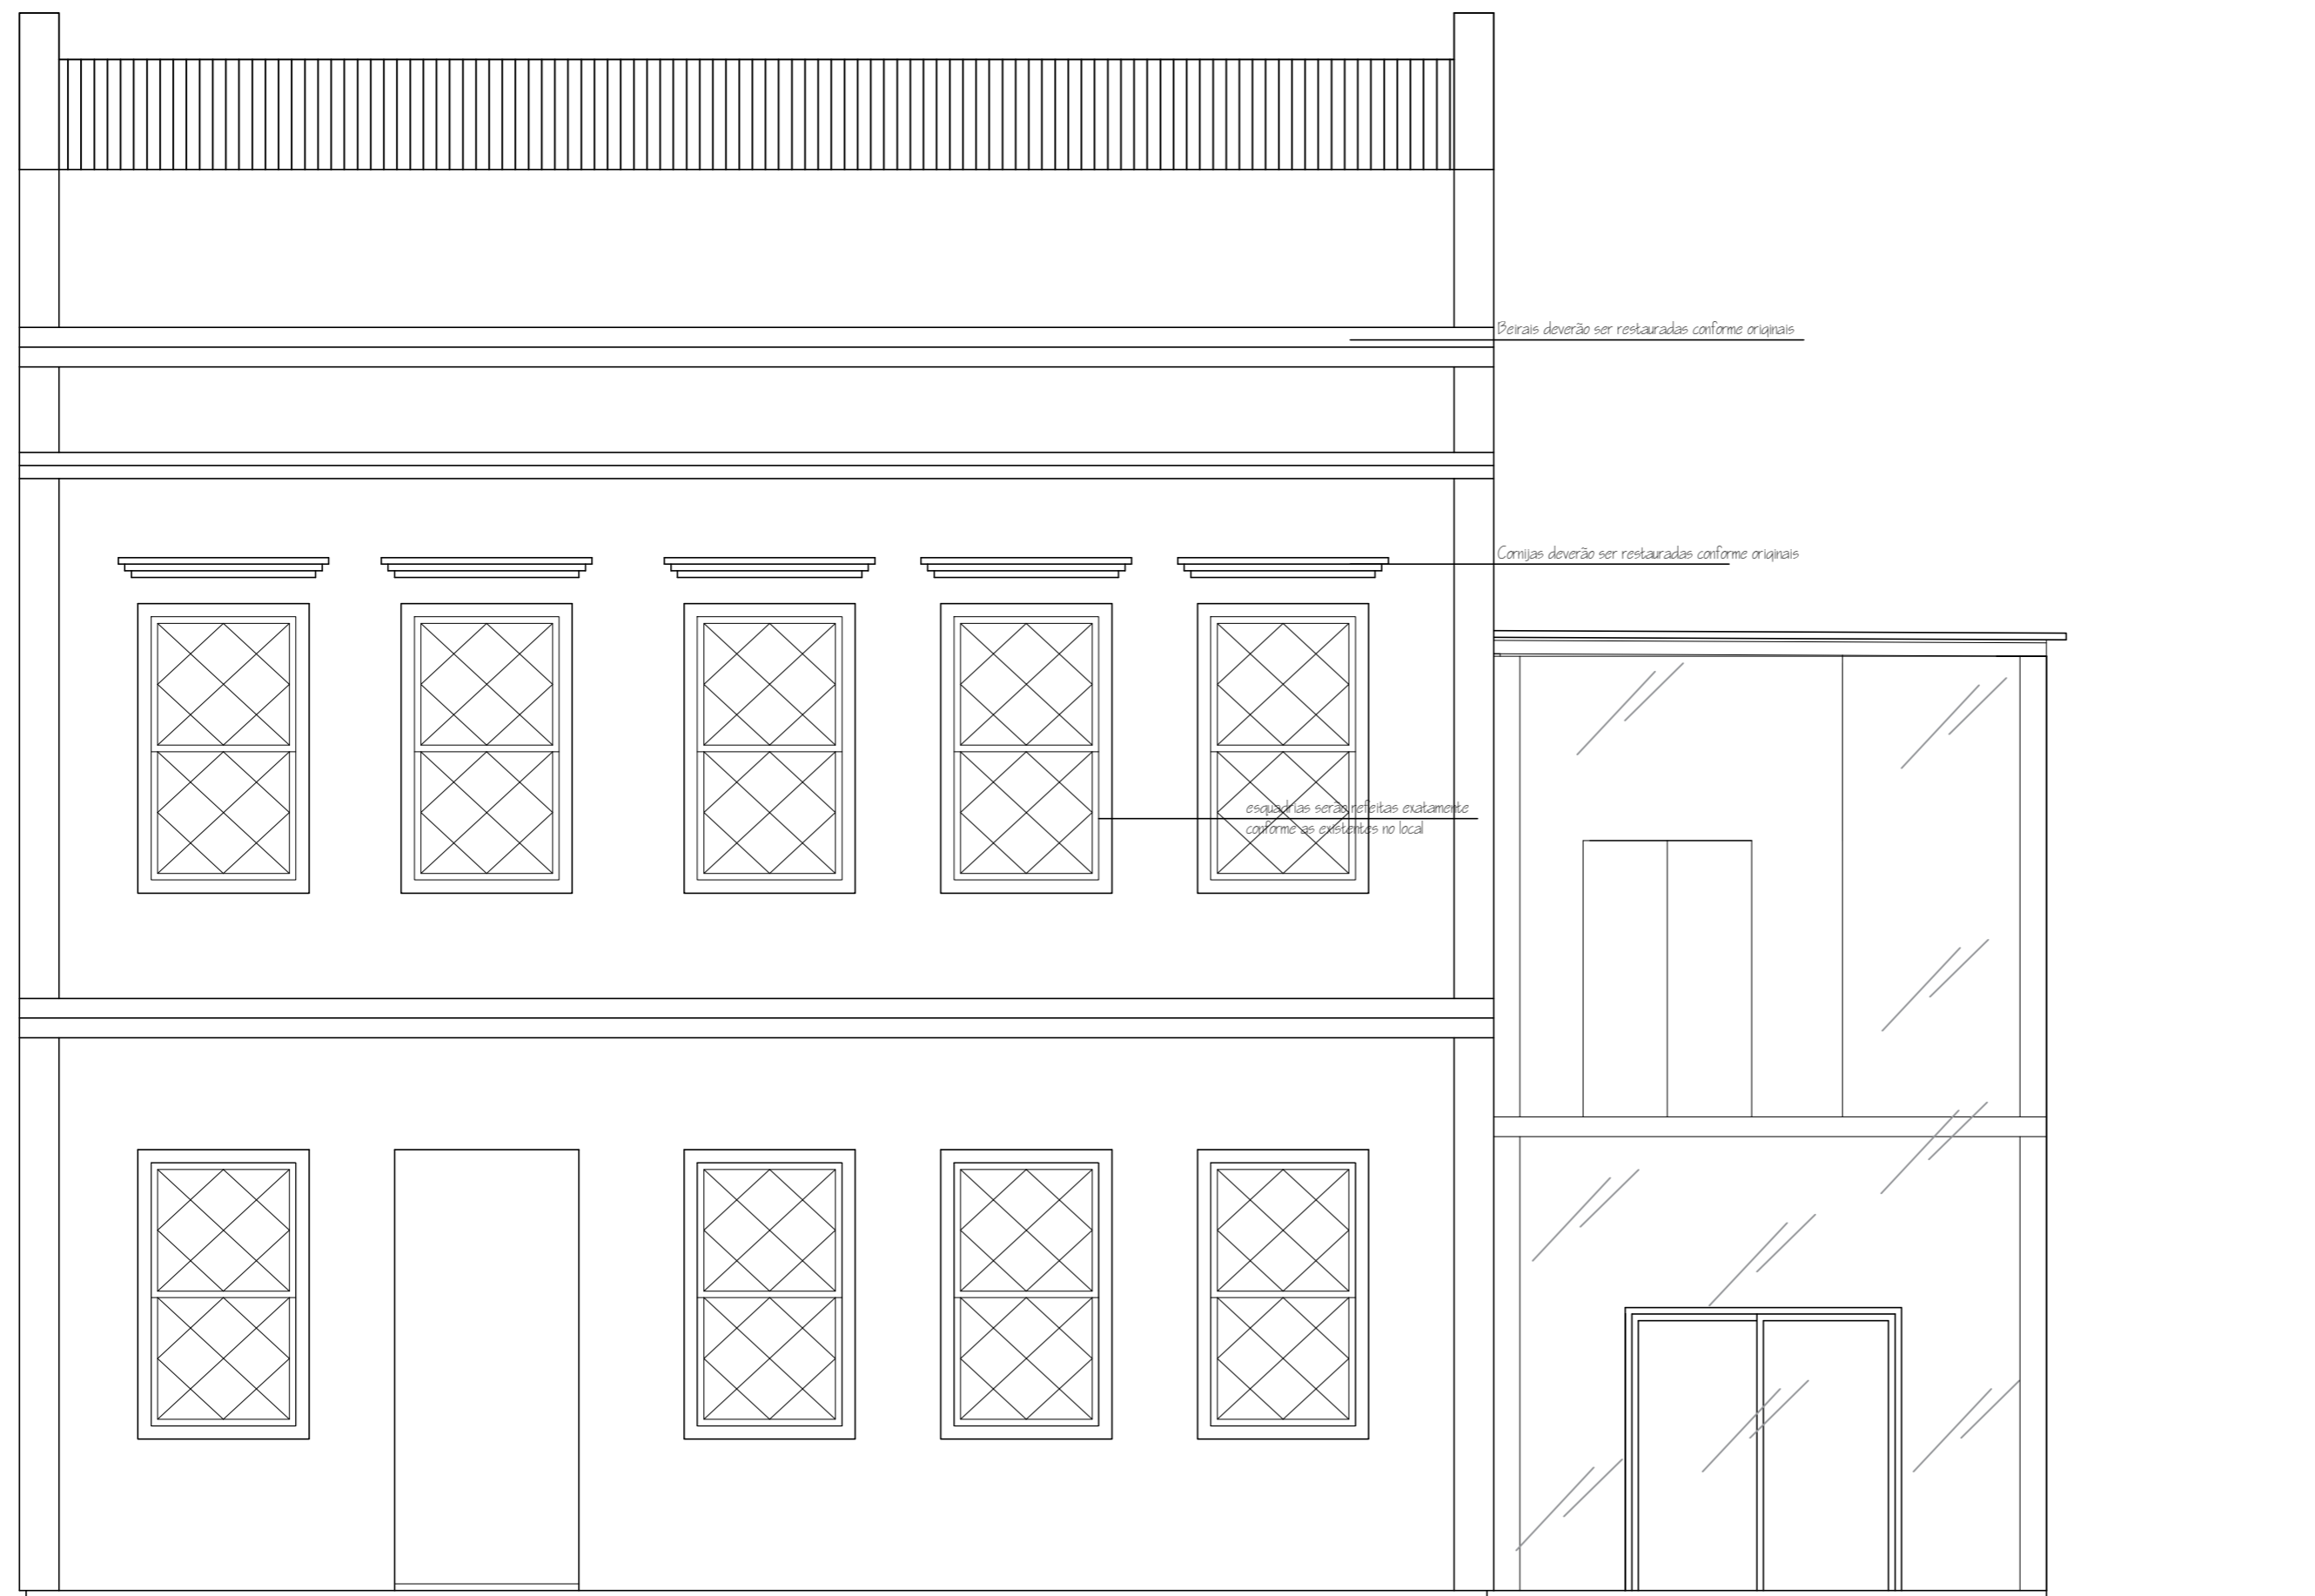 Beirais deverão ser restauradas conforme originais
Cornijas deverão ser restauradas conforme originais
esquadrias serão refeitas exatamente
conforme as existentes no local